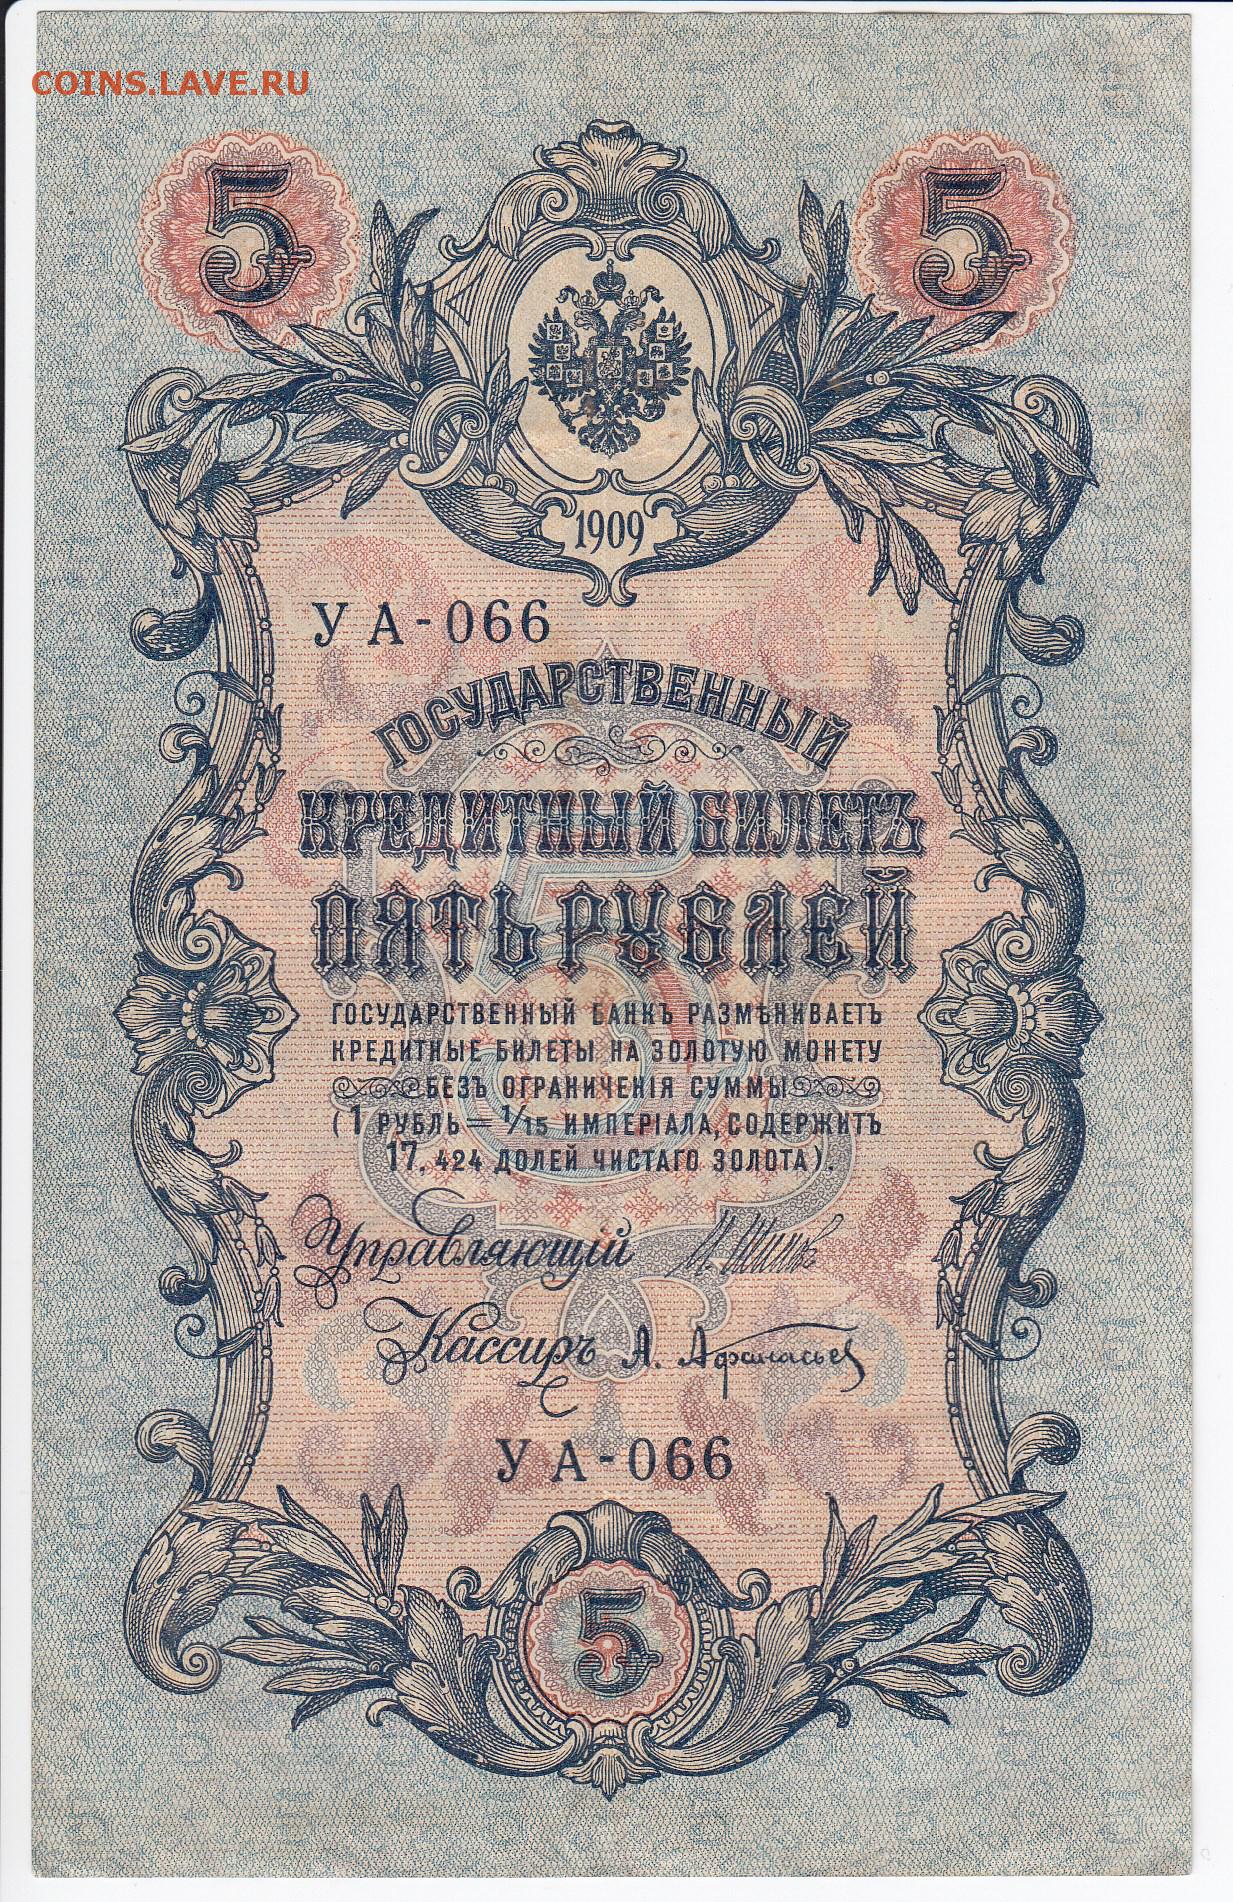 COINS.LAVE.RU
5 5
1909
УА-066
ГОСУДАРСТВЕННЫЙ
КРЕДИТНЫЙ БИЛЕТЪ
ПЯТЬ РУБЛЕЙ
ГОСУДАРСТВЕННЫЙ БАНКЪ РАЗМѢНИВАЕТЪ
КРЕДИТНЫЕ БИЛЕТЫ НА ЗОЛОТУЮ МОНЕТУ
БЕЗЪ ОГРАНИЧЕНІЯ СУММЫ
(1 РУБЛЬ = 1/15 ИМПЕРІАЛА, СОДЕРЖИТЪ
17,424 ДОЛЕЙ ЧИСТАГО ЗОЛОТА).
Управляющій И. Шиповъ
Кассиръ А. Афанасьев
УА-066
5